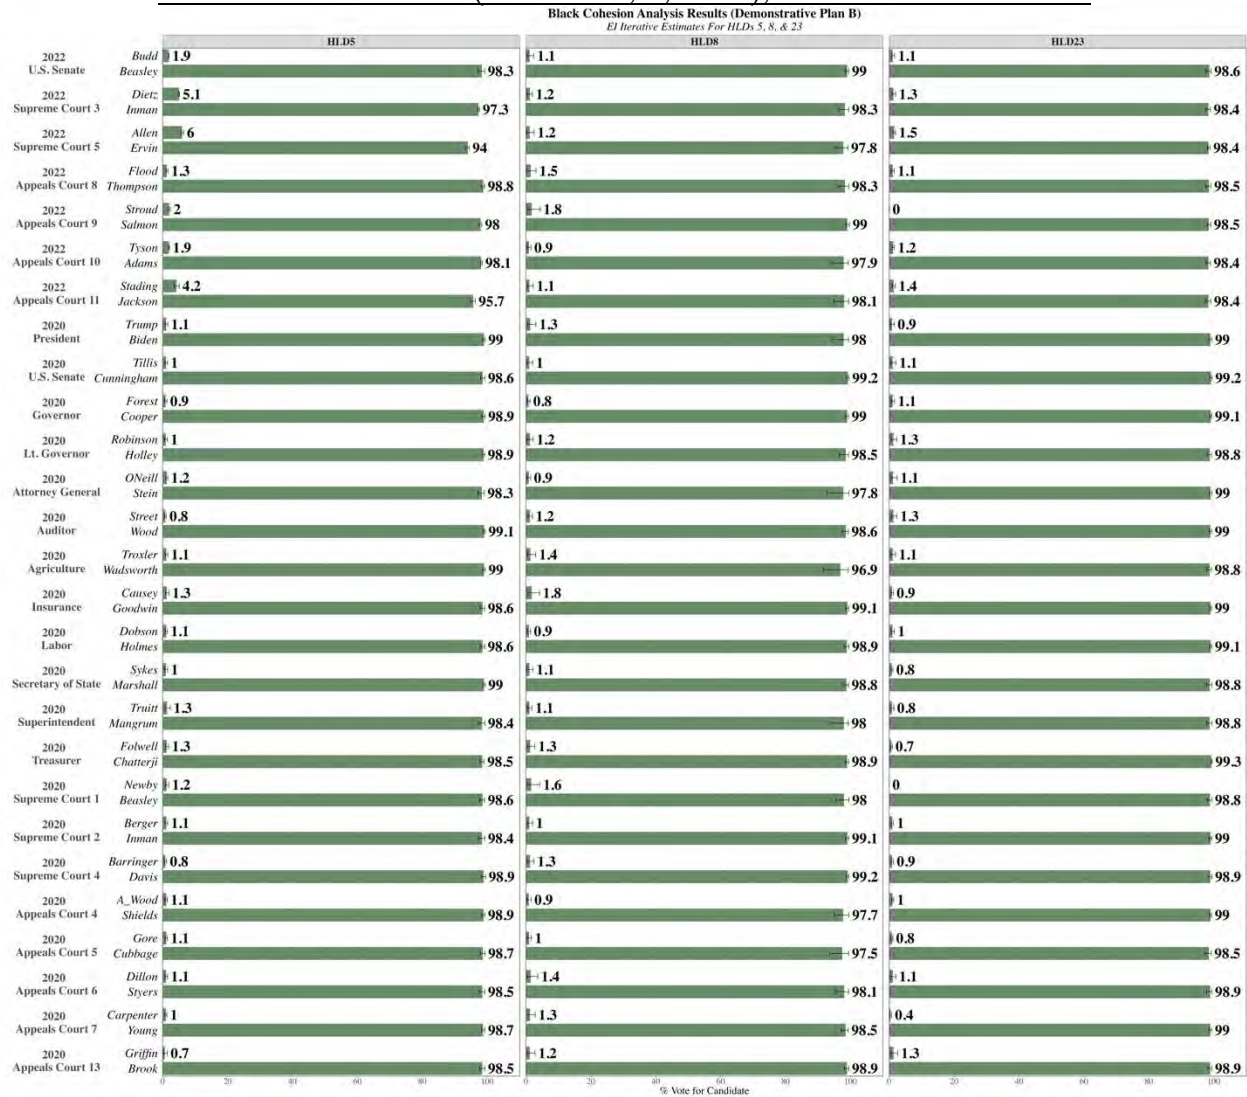 Black Cohesion Analysis Results (Demonstrative Plan B)
EI Iterative Estimates For HLDs 5, 8, & 23
HLD5 HLD8 HLD23
2022 Budd 1.9 1.1 1.1
U.S. Senate Beasley 98.3 99 98.6
2022 Dietz 5.1 1.2 1.3
Supreme Court 3 Inman 97.3 98.3 98.4
2022 Allen 6 1.2 1.5
Supreme Court 5 Ervin 94 97.8 98.4
2022 Flood 1.3 1.5 1.1
Appeals Court 8 Thompson 98.8 98.3 98.5
2022 Stroud 2 1.8 0
Appeals Court 9 Salmon 98 99 98.5
2022 Tyson 1.9 0.9 1.2
Appeals Court 10 Adams 98.1 97.9 98.4
2022 Stading 4.2 1.1 1.4
Appeals Court 11 Jackson 95.7 98.1 98.4
2020 Trump 1.1 1.3 0.9
President Biden 99 98 99
2020 Tillis 1 1 1.1
U.S. Senate Cunningham 98.6 99.2 99.2
2020 Forest 0.9 0.8 1.1
Governor Cooper 98.9 99 99.1
2020 Robinson 1 1.2 1.3
Lt. Governor Holley 98.9 98.5 98.8
2020 ONeill 1.2 0.9 1.1
Attorney General Stein 98.3 97.8 99
2020 Street 0.8 1.2 1.3
Auditor Wood 99.1 98.6 99
2020 Troxler 1.1 1.4 1.1
Agriculture Wadsworth 99 96.9 98.8
2020 Causey 1.3 1.8 0.9
Insurance Goodwin 98.6 99.1 99
2020 Dobson 1.1 0.9 1
Labor Holmes 98.6 98.9 99.1
2020 Sykes 1 1.1 0.8
Secretary of State Marshall 99 98.8 98.8
2020 Truitt 1.3 1.1 0.8
Superintendent Mangrum 98.4 98 98.8
2020 Folwell 1.3 1.3 0.7
Treasurer Chatterji 98.5 98.9 99.3
2020 Newby 1.2 1.6 0
Supreme Court 1 Beasley 98.6 98 98.8
2020 Berger 1.1 1 1
Supreme Court 2 Inman 98.4 99.1 99
2020 Barringer 0.8 1.3 0.9
Supreme Court 4 Davis 98.9 99.2 98.9
2020 A_Wood 1.1 0.9 1
Appeals Court 4 Shields 98.9 97.7 99
2020 Gore 1.1 1 0.8
Appeals Court 5 Cubbage 98.7 97.5 98.5
2020 Dillon 1.1 1.4 1.1
Appeals Court 6 Styers 98.5 98.1 98.9
2020 Carpenter 1 1.3 0.4
Appeals Court 7 Young 98.7 98.5 99
2020 Griffin 0.7 1.2 1.3
Appeals Court 13 Brook 98.5 98.9 98.9
0 20 40 60 80 100 0 20 40 60 80 100 0 20 40 60 80 100
% Vote for Candidate